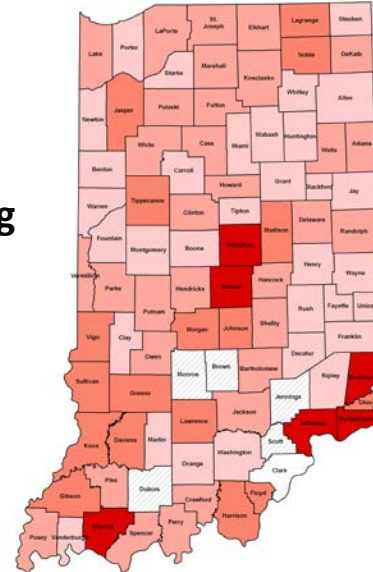 St. Joseph
Lagrange
Steuben
LaPorte
Elkhart
Lake
Porter
Noble
DeKalb
Marshall
Starke
Kosciusko
Whitley
Allen
Jasper
Pulaski
Fulton
Newton
Wabash
Huntington
Miami
White
Cass
Wells
Adams
Carroll
Benton
Howard
Grant
Blackford
Jay
g
Warren
Tippecanoe
Tipton
Clinton
Madison
Delaware
Randolph
Fountain
Hamilton
Montgomery
Boone
Henry
Wayne
Vermillion
Marion
Hancock
Parke
Hendricks
Rush
Fayette
Union
Putnam
Shelby
Vigo
Morgan
Johnson
Franklin
Clay
Owen
Decatur
Monroe
Brown
Bartholomew
Ripley
Sullivan
Greene
Jennings
Ohio
Jackson
Lawrence
Jefferson
Switzerland
Knox
Daviess
Martin
Scott
Washington
Orange
Clark
Pike
Dubois
Gibson
Crawford
Floyd
Harrison
Perry
Warrick
Spencer
Posey
Vanderburgh